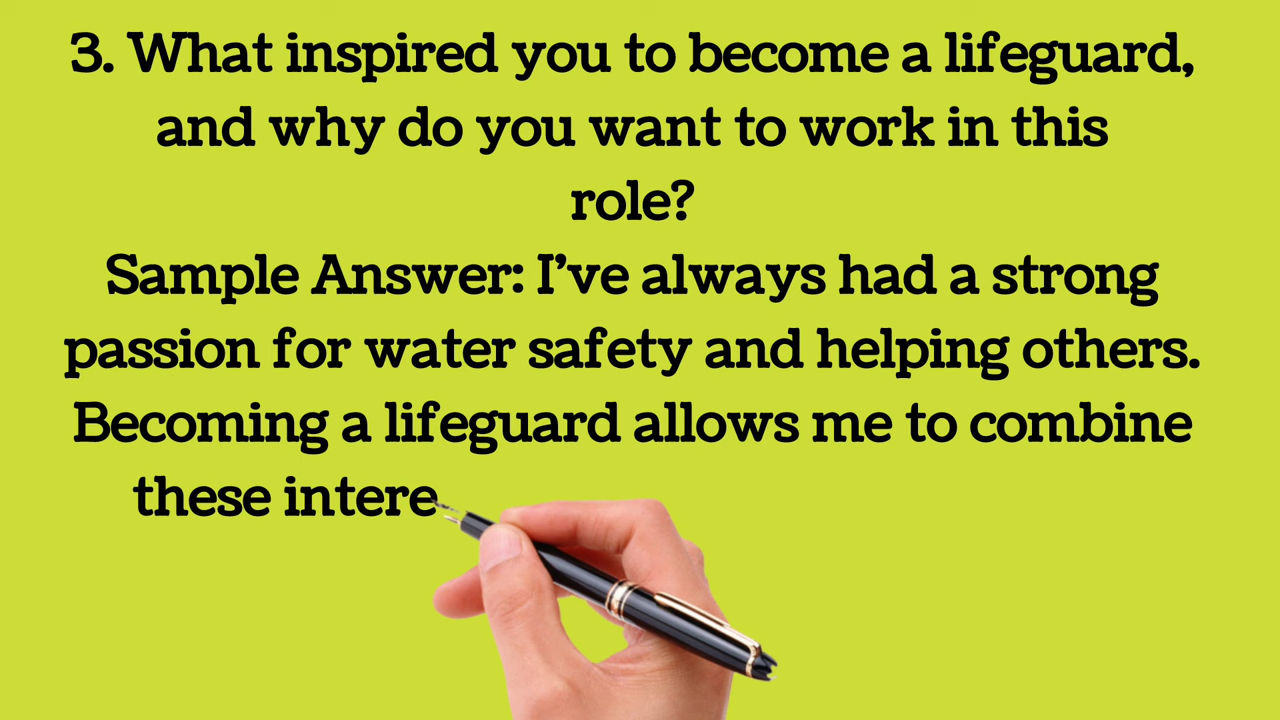 3. What inspired you to become a lifeguard,
and why do you want to work in this
role?
Sample Answer: I’ve always had a strong
passion for water safety and helping others.
Becoming a lifeguard allows me to combine
these intere